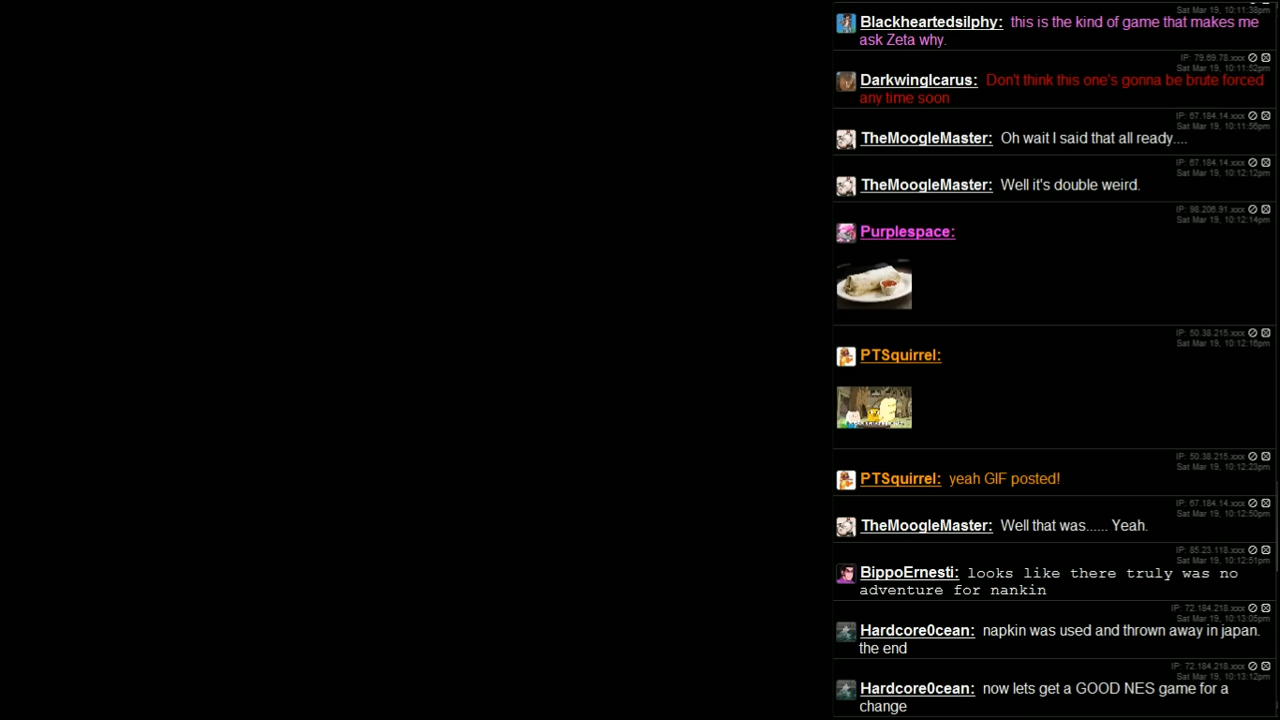 Sat Mar 19, 10:11:38pm
Blackheartedsilphy: this is the kind of game that makes me
ask Zeta why.
IP: 79.69.78.xxx
Sat Mar 19, 10:11:52pm
DarkwingIcarus: Don't think this one's gonna be brute forced
any time soon
IP: 67.184.14.xxx
Sat Mar 19, 10:11:56pm
TheMoogleMaster: Oh wait I said that all ready....
IP: 67.184.14.xxx
Sat Mar 19, 10:12:12pm
TheMoogleMaster: Well it's double weird.
IP: 98.206.91.xxx
Sat Mar 19, 10:12:14pm
Purplespace:
IP: 50.38.215.xxx
Sat Mar 19, 10:12:16pm
PTSquirrel:
IP: 50.38.215.xxx
Sat Mar 19, 10:12:23pm
PTSquirrel: yeah GIF posted!
IP: 67.184.14.xxx
Sat Mar 19, 10:12:50pm
TheMoogleMaster: Well that was...... Yeah.
IP: 85.23.118.xxx
Sat Mar 19, 10:12:51pm
BippoErnesti: looks like there truly was no
adventure for nankin
IP: 72.184.218.xxx
Sat Mar 19, 10:13:05pm
Hardcore0cean: napkin was used and thrown away in japan.
the end
IP: 72.184.218.xxx
Sat Mar 19, 10:13:12pm
Hardcore0cean: now lets get a GOOD NES game for a
change